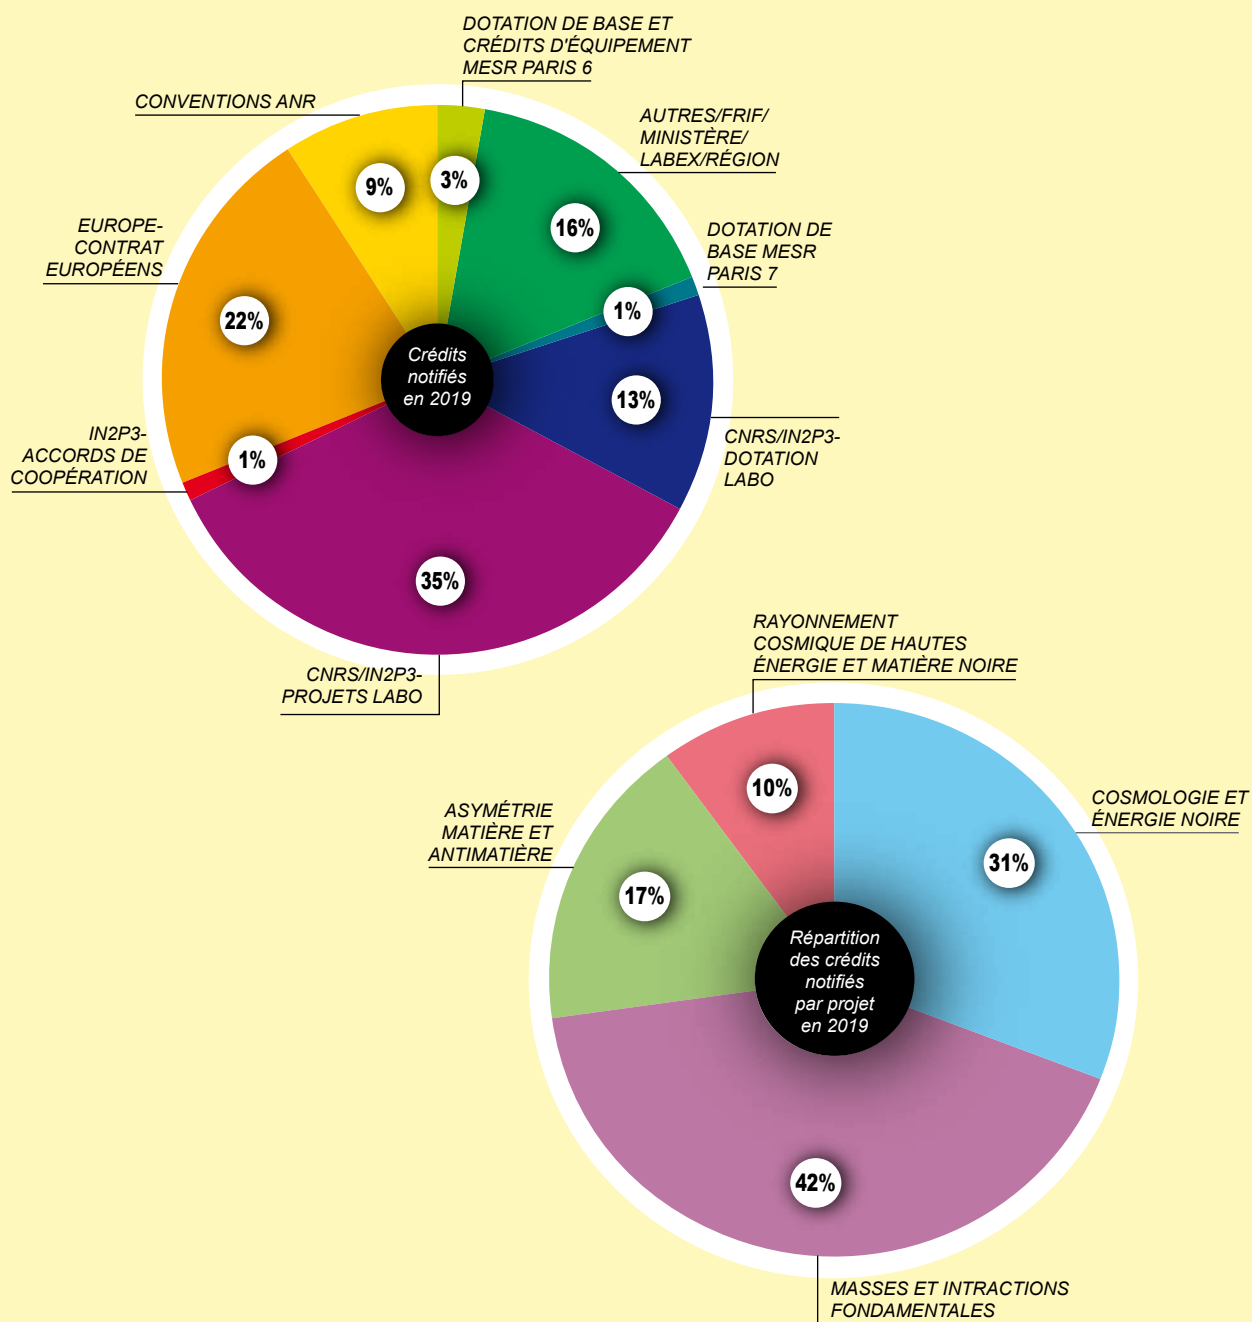 DOTATION DE BASE ET
CRÉDITS D'ÉQUIPEMENT
MESR PARIS 6
CONVENTIONS ANR
AUTRES/FRIF/
MINISTÈRE/
LABEX/RÉGION
EUROPE-
CONTRAT
EUROPÉENS
DOTATION DE
BASE MESR
PARIS 7
9%
3%
16%
1%
22%
13%
Crédits
notifiés
en 2019
IN2P3-
ACCORDS DE
COOPÉRATION
1%
CNRS/IN2P3-
DOTATION
LABO
35%
CNRS/IN2P3-
PROJETS LABO
RAYONNEMENT
COSMIQUE DE HAUTES
ÉNERGIE ET MATIÈRE NOIRE
ASYMÉTRIE
MATIÈRE ET
ANTIMATIÈRE
10%
COSMOLOGIE ET
ÉNERGIE NOIRE
31%
17%
Répartition
des crédits
notifiés
par projet
en 2019
42%
MASSES ET INTRACTIONS
FONDAMENTALES